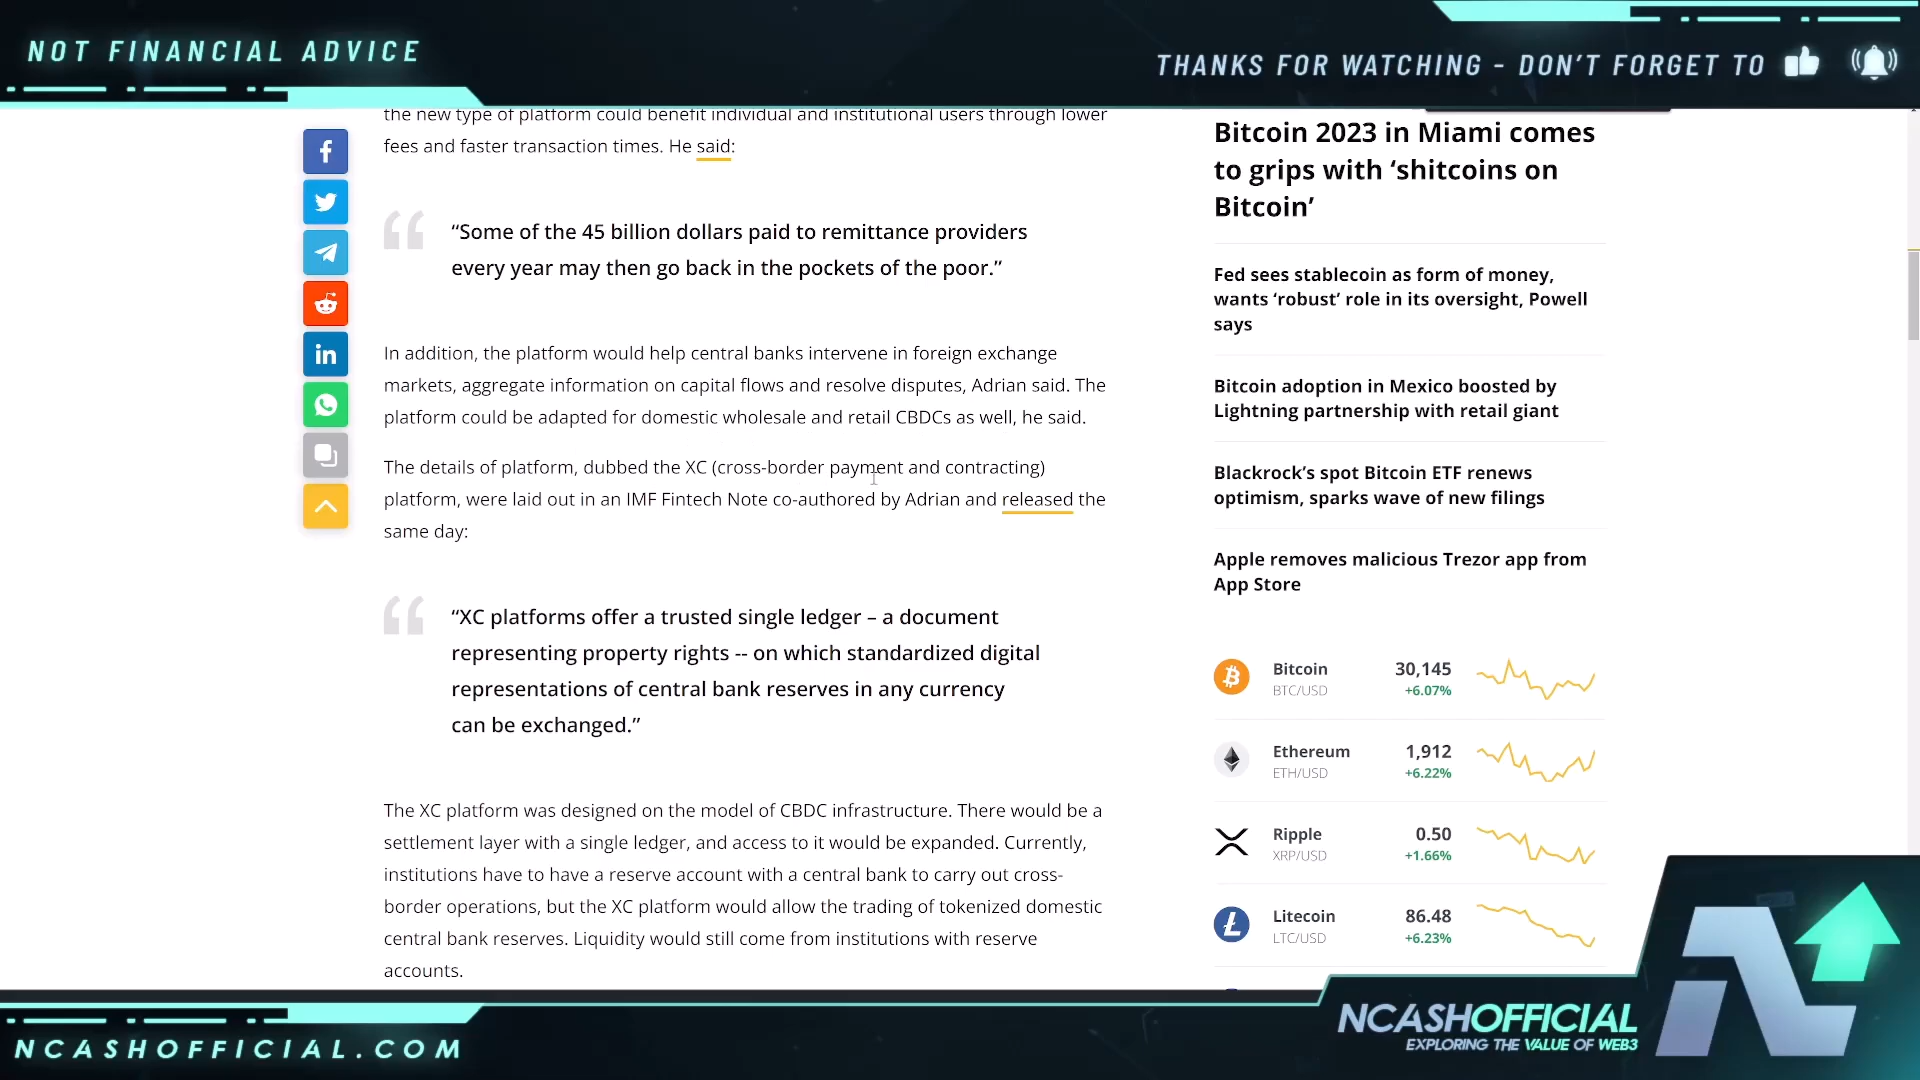 NOT FINANCIAL ADVICE
THANKS FOR WATCHING - DON'T FORGET TO
the new type of platform could benefit individual and institutional users through lower
fees and faster transaction times. He said:
“Some of the 45 billion dollars paid to remittance providers
every year may then go back in the pockets of the poor.”
In addition, the platform would help central banks intervene in foreign exchange
markets, aggregate information on capital flows and resolve disputes, Adrian said. The
platform could be adapted for domestic wholesale and retail CBDCs as well, he said.
The details of platform, dubbed the XC (cross-border payment and contracting)
platform, were laid out in an IMF Fintech Note co-authored by Adrian and released the
same day:
“XC platforms offer a trusted single ledger – a document
representing property rights -- on which standardized digital
representations of central bank reserves in any currency
can be exchanged.”
The XC platform was designed on the model of CBDC infrastructure. There would be a
settlement layer with a single ledger, and access to it would be expanded. Currently,
institutions have to have a reserve account with a central bank to carry out cross-
border operations, but the XC platform would allow the trading of tokenized domestic
central bank reserves. Liquidity would still come from institutions with reserve
accounts.
Bitcoin 2023 in Miami comes
to grips with ‘shitcoins on
Bitcoin’
Fed sees stablecoin as form of money,
wants ‘robust’ role in its oversight, Powell
says
Bitcoin adoption in Mexico boosted by
Lightning partnership with retail giant
Blackrock’s spot Bitcoin ETF renews
optimism, sparks wave of new filings
Apple removes malicious Trezor app from
App Store
Bitcoin 30,145
BTC/USD +6.07%
Ethereum 1,912
ETH/USD +6.22%
Ripple 0.50
XRP/USD +1.66%
Litecoin 86.48
LTC/USD +6.23%
NCASHOFFICIAL.COM
NCASHOFFICIAL
EXPLORING THE VALUE OF WEB3